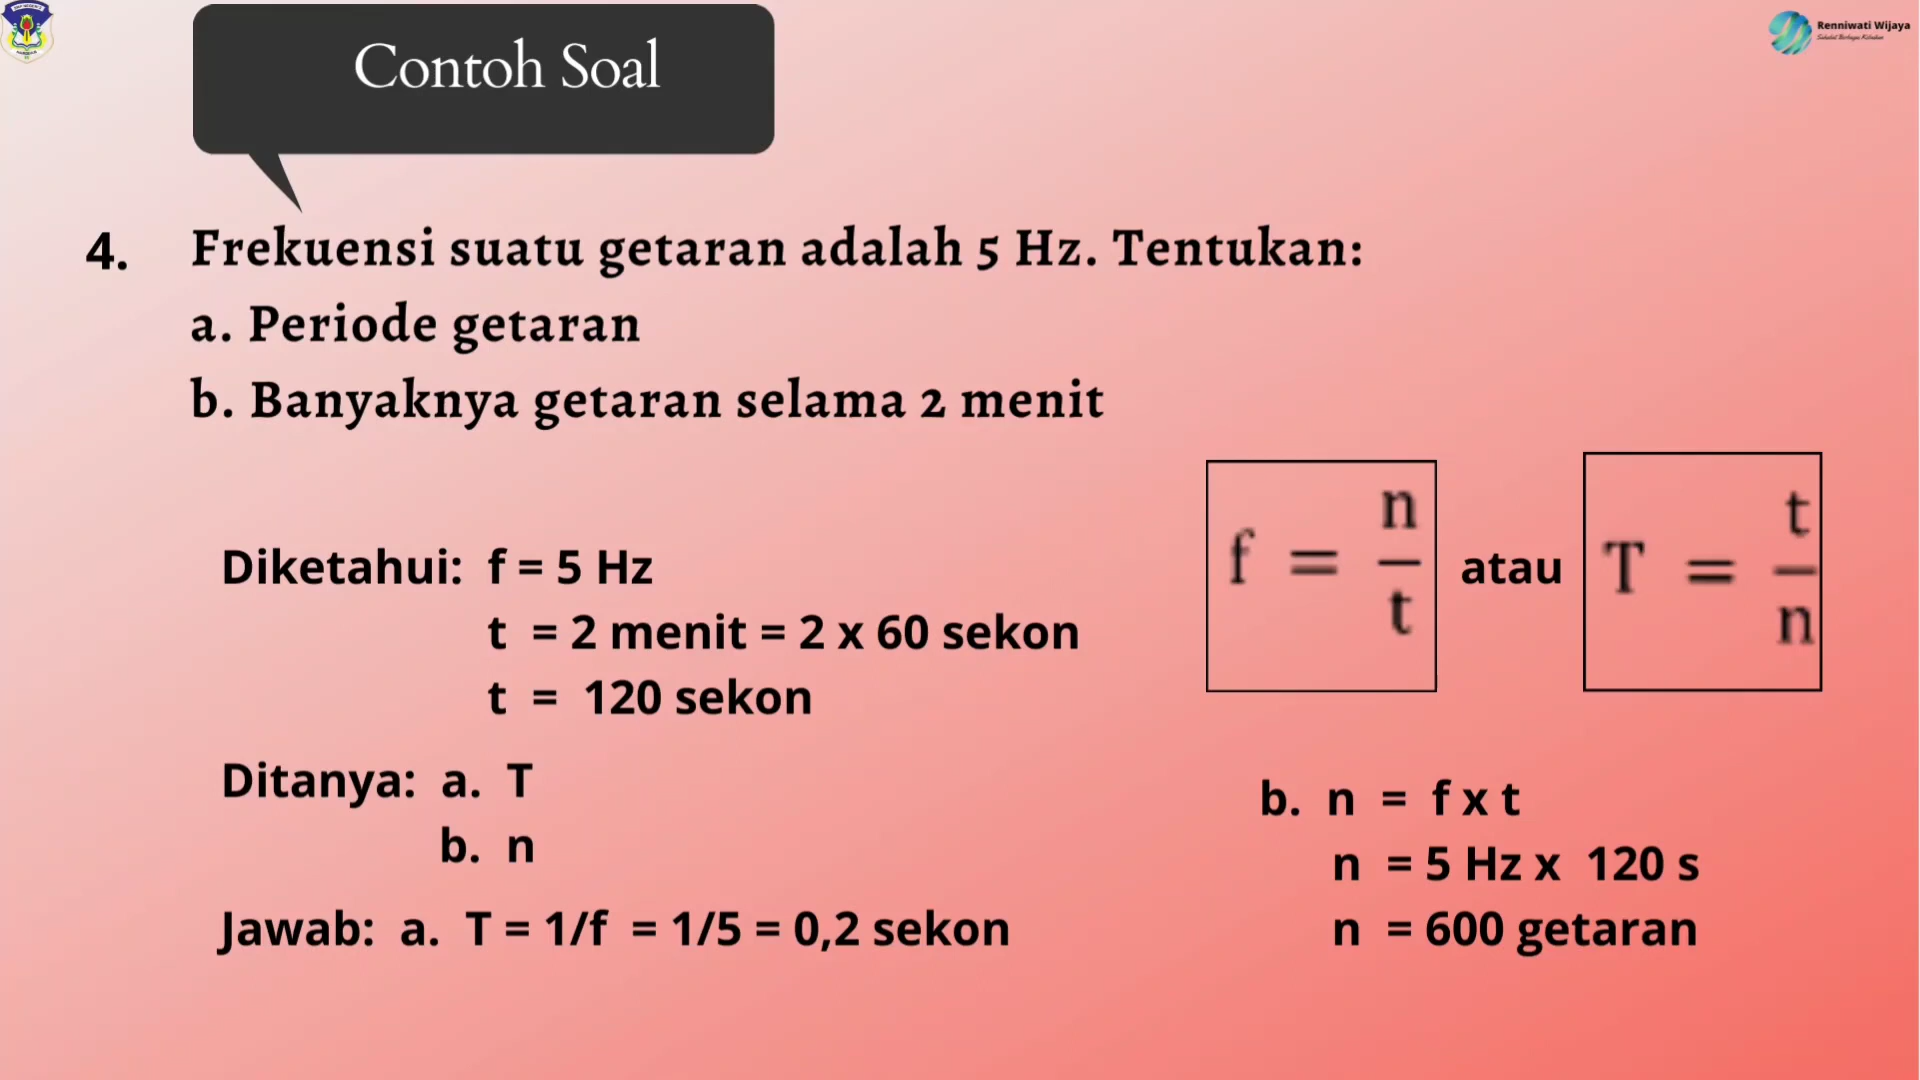 Contoh Soal
Renniwati Wijaya
4. Frekuensi suatu getaran adalah 5 Hz. Tentukan:
a. Periode getaran
b. Banyaknya getaran selama 2 menit
f = n/t atau T = t/n
Diketahui: f = 5 Hz
t = 2 menit = 2 x 60 sekon
t = 120 sekon
Ditanya: a. T
b. n
Jawab: a. T = 1/f = 1/5 = 0,2 sekon
b. n = f x t
n = 5 Hz x 120 s
n = 600 getaran